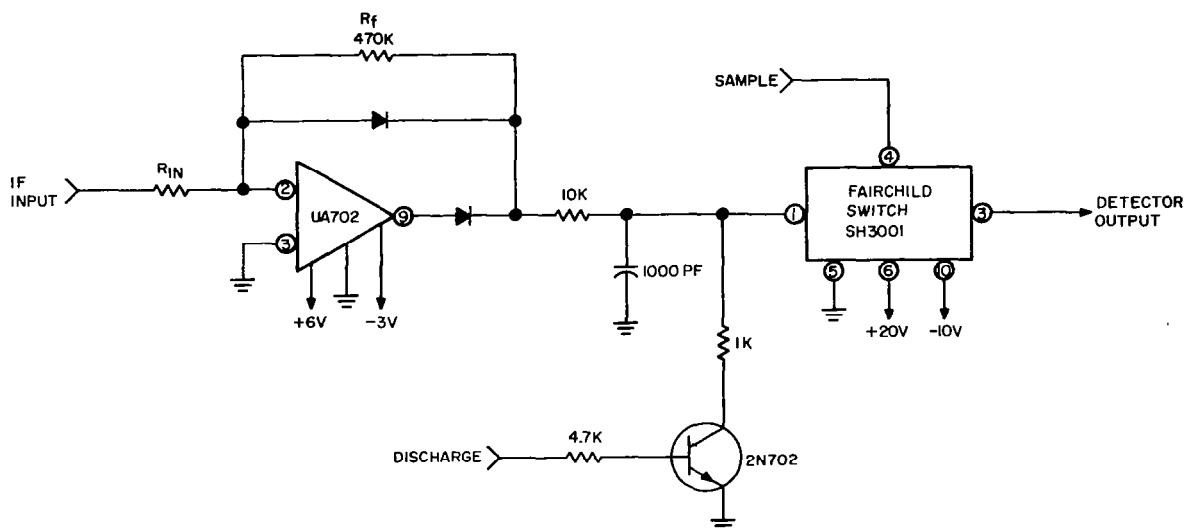 Rf
470K
SAMPLE
4
IF
INPUT
RIN
2
UA702
9
3
+6V
-3V
10K
1000 PF
1
FAIRCHILD
SWITCH
SH3001
3
DETECTOR
OUTPUT
5
6
10
+20V
-10V
1K
DISCHARGE
4.7K
2N702